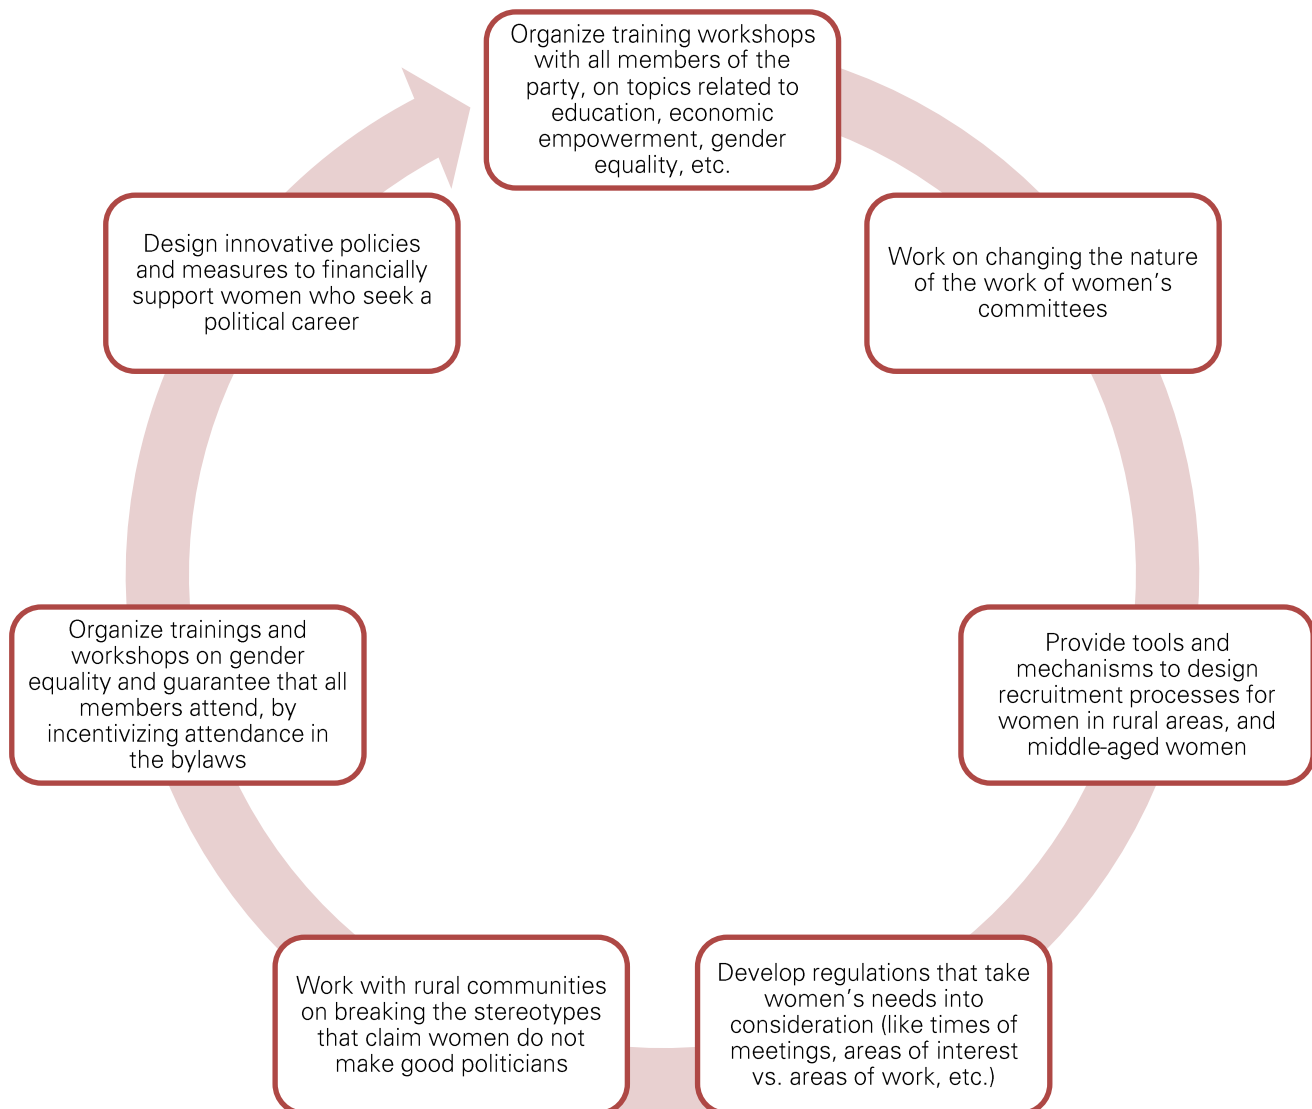 Organize training workshops
with all members of the
party, on topics related to
education, economic
empowerment, gender
equality, etc.
Work on changing the nature
of the work of women's
committees
Provide tools and
mechanisms to design
recruitment processes for
women in rural areas, and
middle-aged women
Develop regulations that take
women's needs into
consideration (like times of
meetings, areas of interest
vs. areas of work, etc.)
Work with rural communities
on breaking the stereotypes
that claim women do not
make good politicians
Organize trainings and
workshops on gender
equality and guarantee that all
members attend, by
incentivizing attendance in
the bylaws
Design innovative policies
and measures to financially
support women who seek a
political career